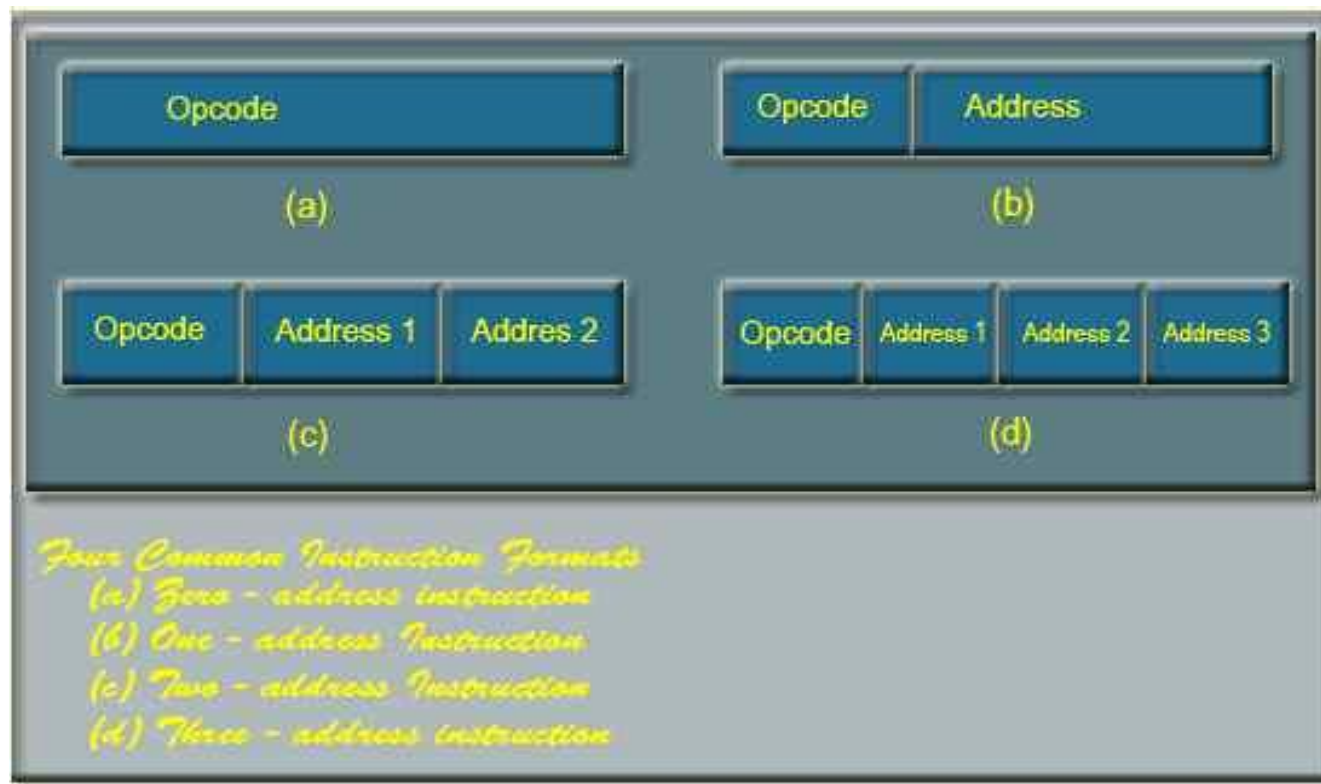 Opcode
Opcode Address
(a)
(b)
Opcode Address 1 Addres 2
Opcode Address 1 Address 2 Address 3
(c)
(d)
Four Common Instruction Formats
(a) Zero - address instruction
(b) One - address Instruction
(c) Two - address Instruction
(d) Three - address instruction